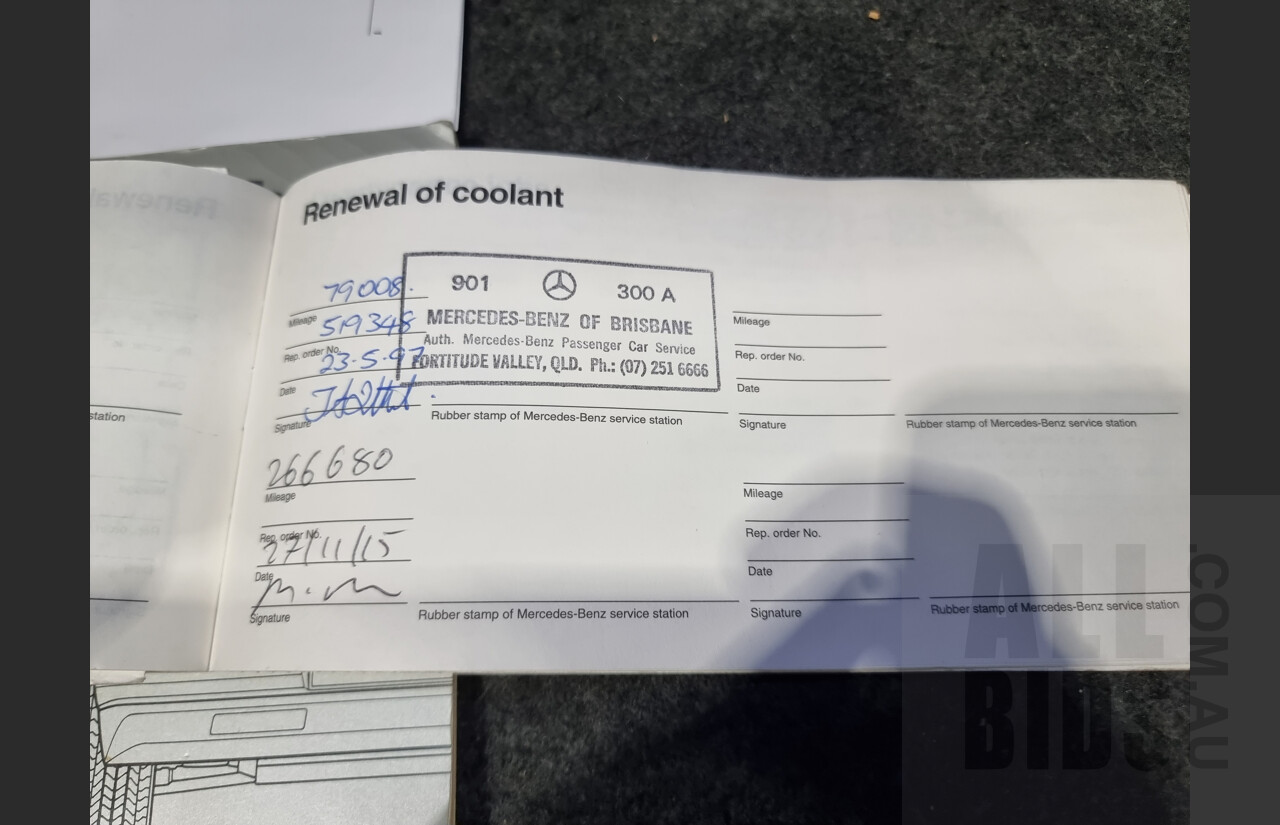 Renewal of coolant
79008.
Mileage
519348
Rep. order No.
23-5-97
Date
Signature
901 300 A
MERCEDES-BENZ OF BRISBANE
Auth. Mercedes-Benz Passenger Car Service
FORTITUDE VALLEY, QLD. Ph.: (07) 251 6666
Rubber stamp of Mercedes-Benz service station
Mileage
Rep. order No.
Date
Signature
Rubber stamp of Mercedes-Benz service station
station
266680
Mileage
Rep. order No.
27/11/15
Date
Signature
Rubber stamp of Mercedes-Benz service station
Mileage
Rep. order No.
Date
Signature
Rubber stamp of Mercedes-Benz service station
ALL
BIDS
.COM.AU